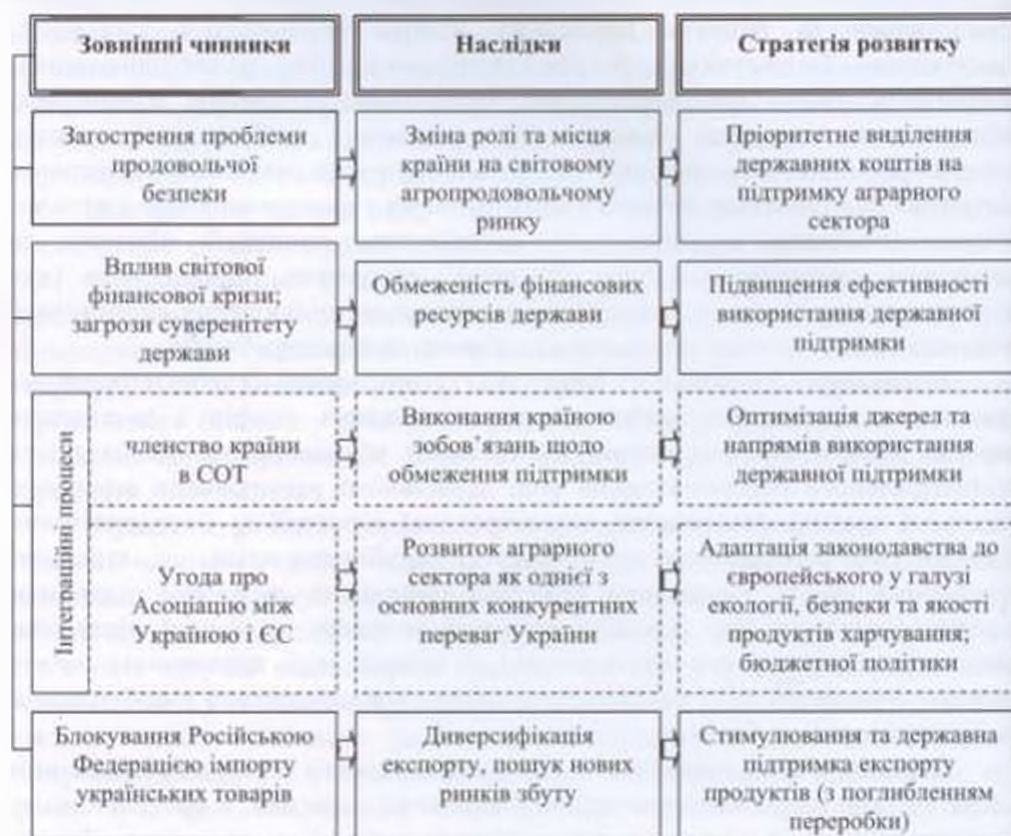 Зовнішні чинники
Наслідки
Стратегія розвитку
Загострення проблеми
продовольчої
безпеки
Зміна ролі та місця
країни на світовому
агропродовольчому
ринку
Пріоритетне виділення
державних коштів на
підтримку аграрного
сектора
Вплив світової
фінансової кризи;
загрози суверенітету
держави
Обмеженість фінансових
ресурсів держави
Підвищення ефективності
використання державної
підтримки
Інтеграційні процеси
членство країни
в СОТ
Виконання країною
зобов’язань щодо
обмеження підтримки
Оптимізація джерел та
напрямів використання
державної підтримки
Угода про
Асоціацію між
Україною і ЄС
Розвиток аграрного
сектора як однієї з
основних конкурентних
переваг України
Адаптація законодавства до
європейського у галузі
екології, безпеки та якості
продуктів харчування;
бюджетної політики
Блокування Російською
Федерацією імпорту
українських товарів
Диверсифікація
експорту, пошук нових
ринків збуту
Стимулювання та державна
підтримка експорту
продуктів (з поглибленням
переробки)